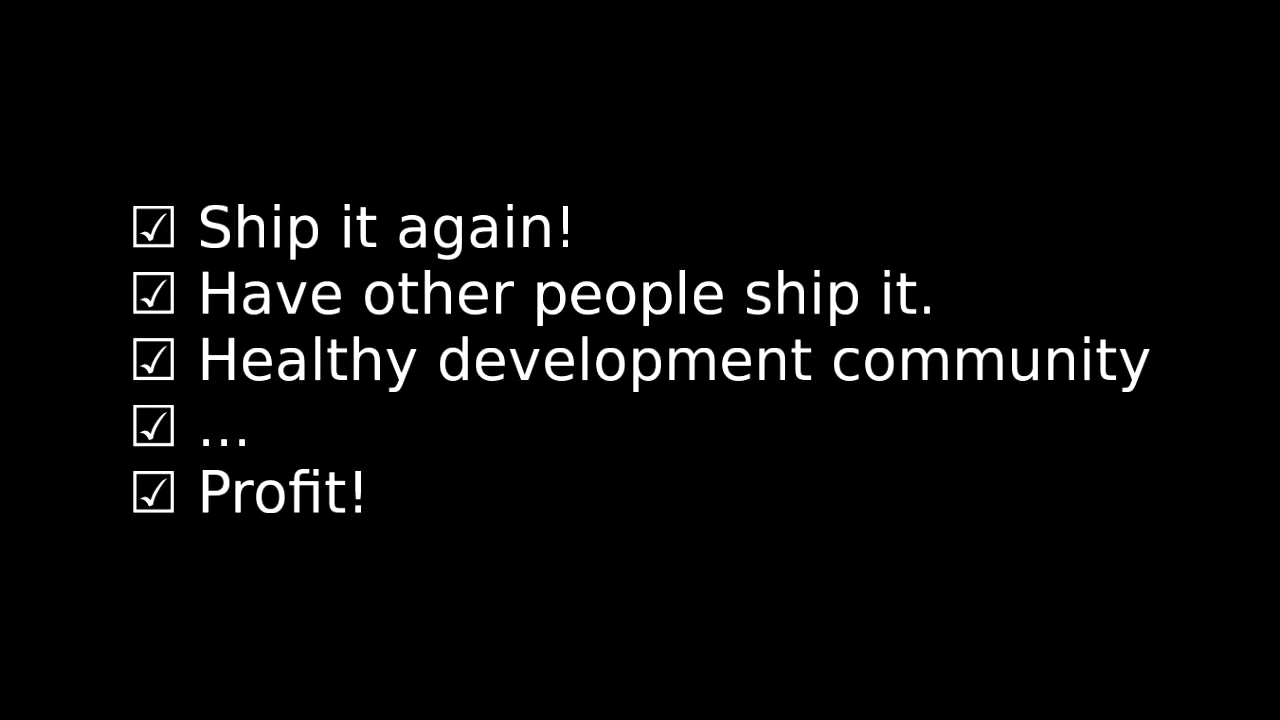 ☑ Ship it again!
☑ Have other people ship it.
☑ Healthy development community
☑ ...
☑ Profit!